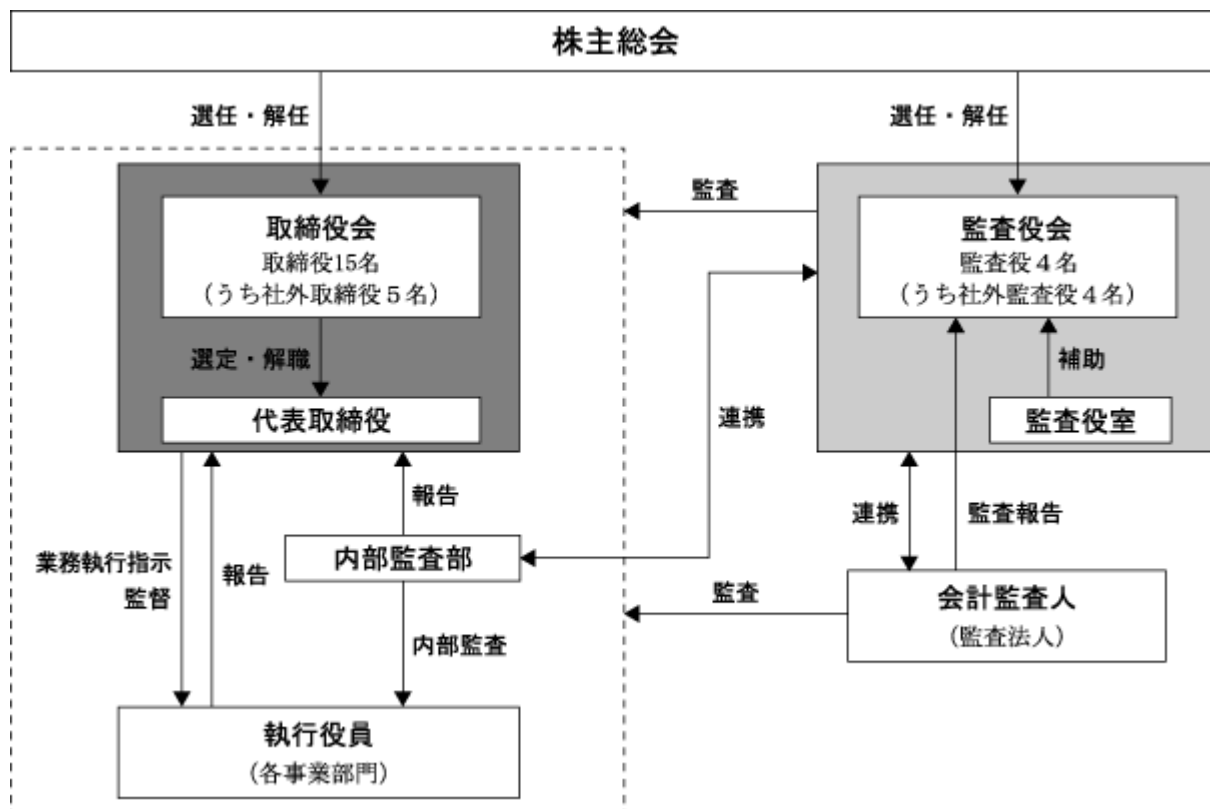 株主総会
選任・解任
選任・解任
取締役会
取締役15名
（うち社外取締役５名）
選定・解職
代表取締役
監査
監査役会
監査役４名
（うち社外監査役４名）
補助
監査役室
連携
報告
内部監査部
業務執行指示
監督
報告
内部監査
連携
監査報告
監査
会計監査人
（監査法人）
執行役員
（各事業部門）